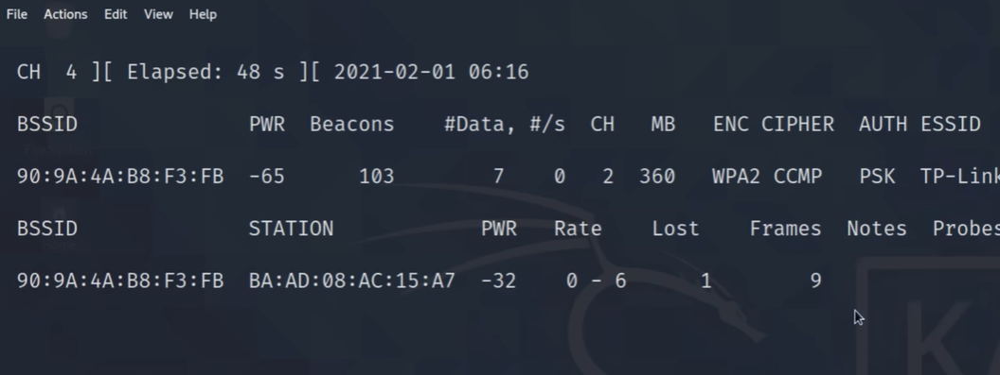 File Actions Edit View Help
CH 4 ][ Elapsed: 48 s ][ 2021-02-01 06:16
BSSID PWR Beacons #Data, #/s CH MB ENC CIPHER AUTH ESSID
90:9A:4A:B8:F3:FB -65 103 7 0 2 360 WPA2 CCMP PSK TP-Link
BSSID STATION PWR Rate Lost Frames Notes Probes
90:9A:4A:B8:F3:FB BA:AD:08:AC:15:A7 -32 0 - 6 1 9